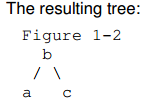 The resulting tree:
Figure 1-2
b
/ \
a c